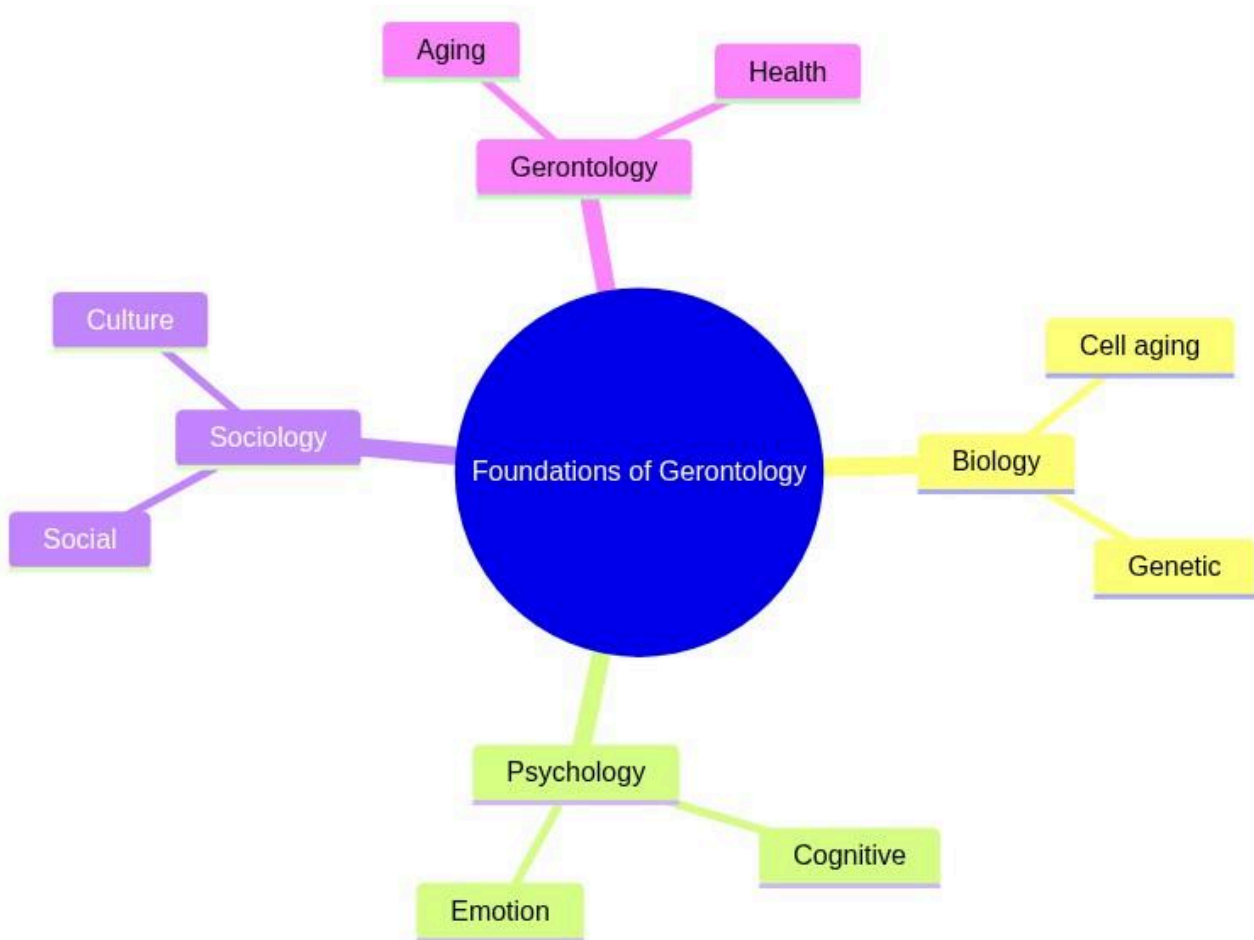 Aging
Health
Gerontology
Culture
Cell aging
Sociology
Biology
Foundations of Gerontology
Social
Genetic
Psychology
Cognitive
Emotion